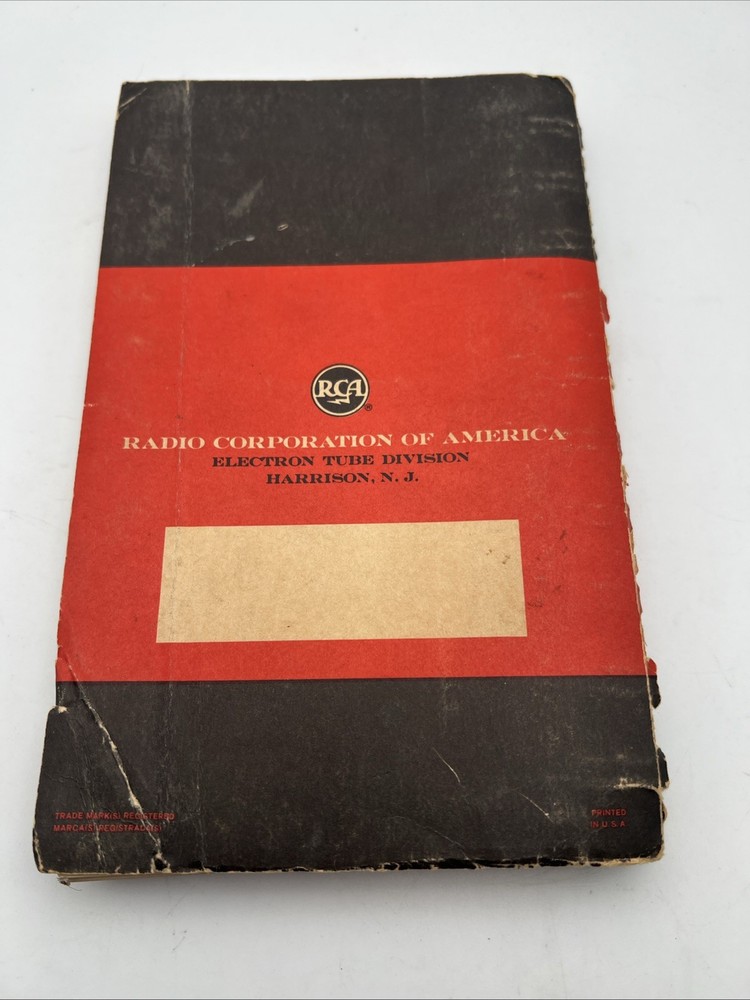 RCA
®
RADIO CORPORATION OF AMERICA
ELECTRON TUBE DIVISION
HARRISON, N. J.
TRADE MARK(S) REGISTERED
MARCA(S) REGISTRADA(S)
PRINTED
IN U S A